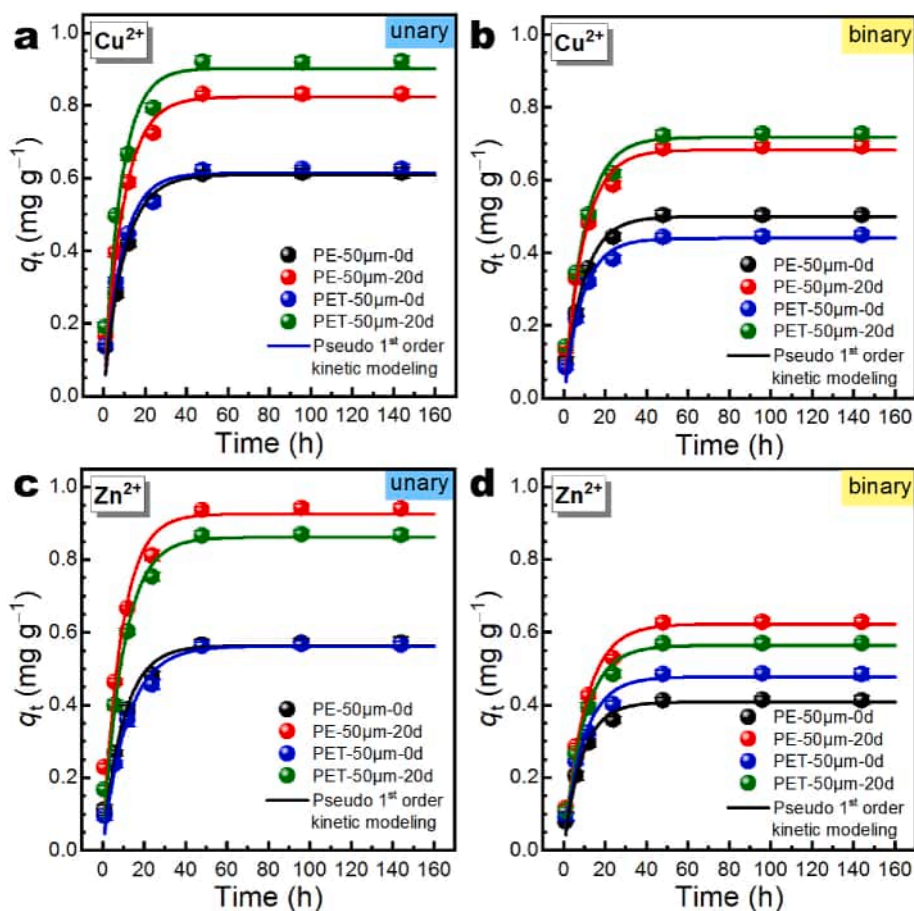 a
Cu2+
unary
1.0
0.8
0.6
0.4
0.2
0.0
qt (mg g−1)
PE-50μm-0d
PE-50μm-20d
PET-50μm-0d
PET-50μm-20d
Pseudo 1st order
kinetic modeling
0 20 40 60 80 100 120 140 160
Time (h)
b
Cu2+
binary
1.0
0.8
0.6
0.4
0.2
0.0
qt (mg g−1)
PE-50μm-0d
PE-50μm-20d
PET-50μm-0d
PET-50μm-20d
Pseudo 1st order
kinetic modeling
0 20 40 60 80 100 120 140 160
Time (h)
c
Zn2+
unary
1.0
0.8
0.6
0.4
0.2
0.0
qt (mg g−1)
PE-50μm-0d
PE-50μm-20d
PET-50μm-0d
PET-50μm-20d
Pseudo 1st order
kinetic modeling
0 20 40 60 80 100 120 140 160
Time (h)
d
Zn2+
binary
1.0
0.8
0.6
0.4
0.2
0.0
qt (mg g−1)
PE-50μm-0d
PE-50μm-20d
PET-50μm-0d
PET-50μm-20d
Pseudo 1st order
kinetic modeling
0 20 40 60 80 100 120 140 160
Time (h)